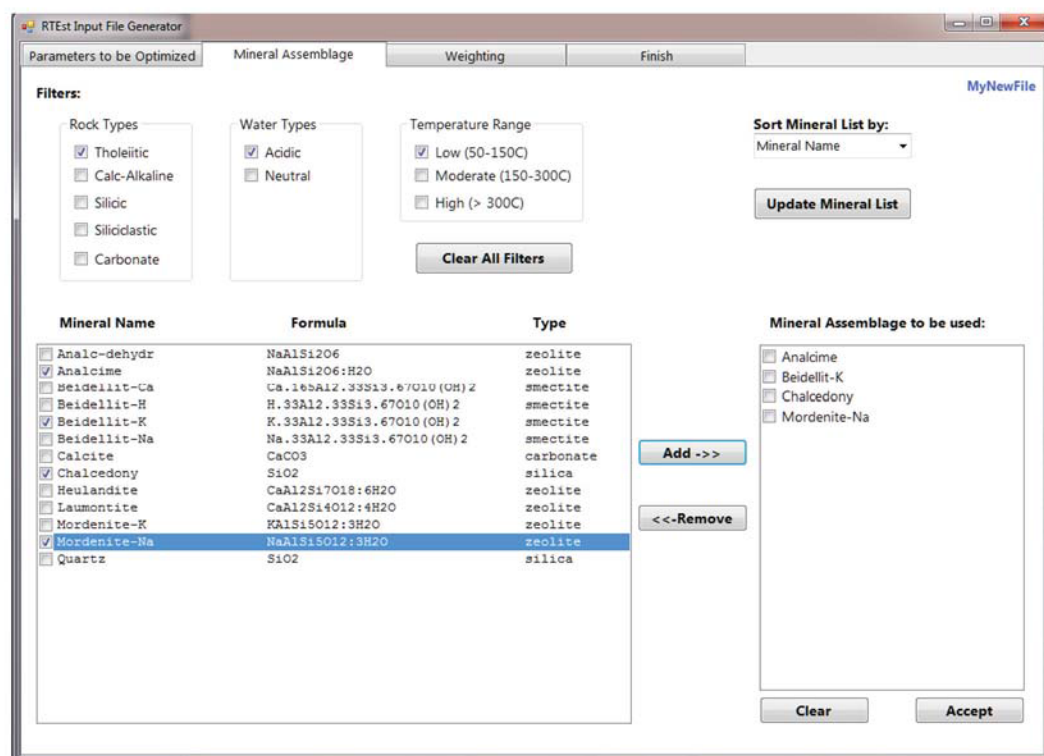 RTEst Input File Generator
Parameters to be Optimized Mineral Assemblage Weighting Finish
MyNewFile
Filters:
Rock Types
Tholeiitic
Calc-Alkaline
Silicic
Siliciclastic
Carbonate
Water Types
Acidic
Neutral
Temperature Range
Low (50-150C)
Moderate (150-300C)
High (> 300C)
Clear All Filters
Sort Mineral List by:
Mineral Name
Update Mineral List
Mineral Name Formula Type
Analc-dehydr NaAlSi2O6 zeolite
Analcime NaAlSi2O6:H2O zeolite
Beidellit-Ca Ca.165Al2.33Si3.67O10(OH)2 smectite
Beidellit-H H.33Al2.33Si3.67O10(OH)2 smectite
Beidellit-K K.33Al2.33Si3.67O10(OH)2 smectite
Beidellit-Na Na.33Al2.33Si3.67O10(OH)2 smectite
Calcite CaCO3 carbonate
Chalcedony SiO2 silica
Heulandite CaAl2Si7O18:6H2O zeolite
Laumontite CaAl2Si4O12:4H2O zeolite
Mordenite-K KAlSi5O12:3H2O zeolite
Mordenite-Na NaAlSi5O12:3H2O zeolite
Quartz SiO2 silica
Add ->>
<<-Remove
Mineral Assemblage to be used:
Analcime
Beidellit-K
Chalcedony
Mordenite-Na
Clear Accept